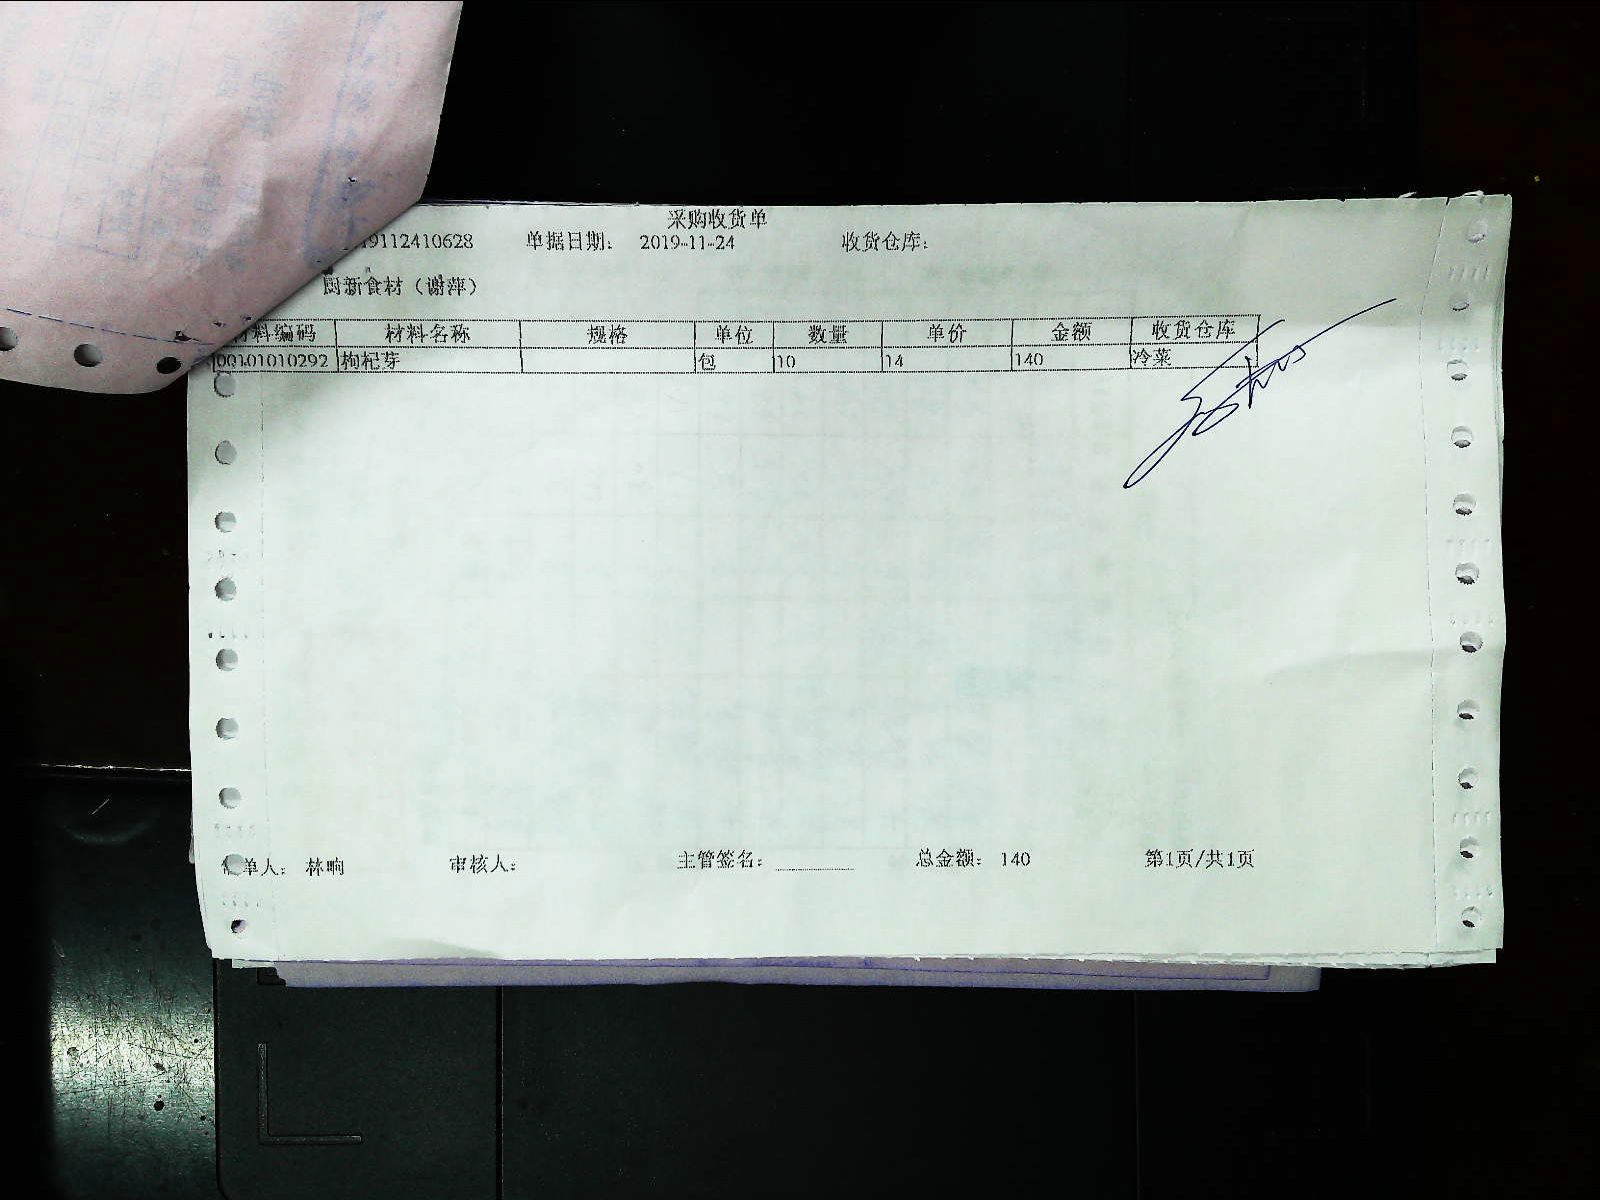 采购收货单
9112410628 单据日期： 2019-11-24 收货仓库：
厨新食材（谢萍）
料编码 材料名称 规格 单位 数量 单价 金额 收货仓库
00101010292 枸杞芽 包 10 14 140 冷菜
单人： 林晌 审核人： 主管签名： 总金额： 140 第1页/共1页